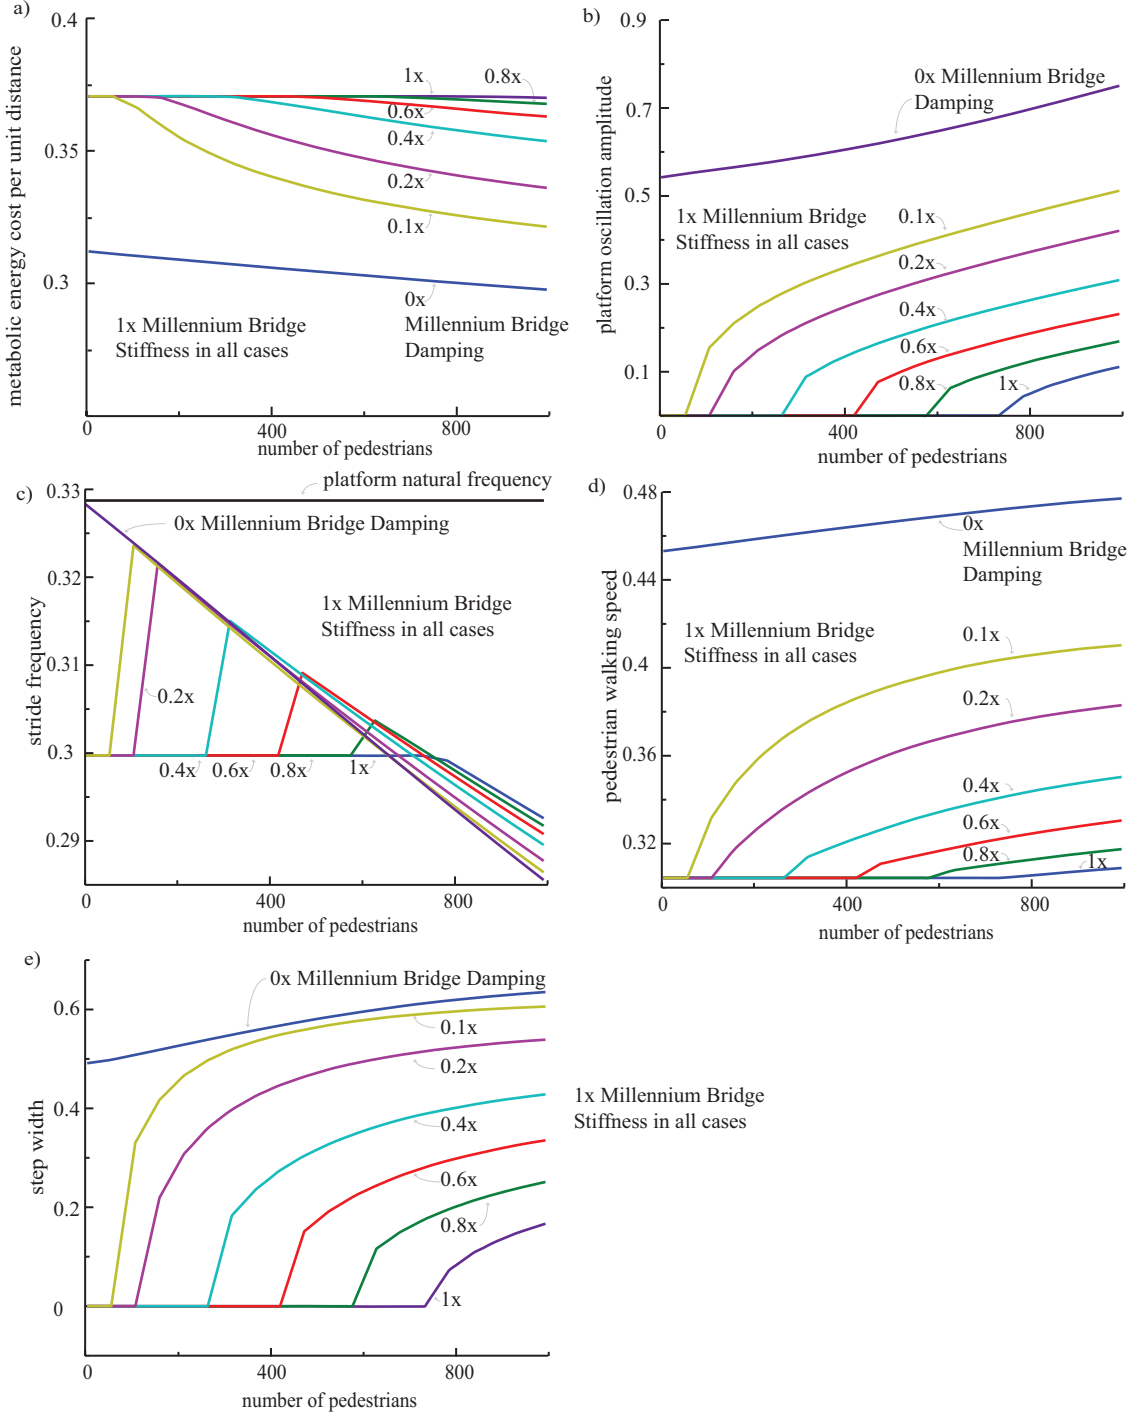 a)
metabolic energy cost per unit distance
0.4
0.35
0.3
1x
0.8x
0.6x
0.4x
0.2x
0.1x
0x
Millennium Bridge
Damping
1x Millennium Bridge
Stiffness in all cases
0
400
800
number of pedestrians
b)
platform oscillation amplitude
0.9
0.7
0.5
0.3
0.1
0x Millennium Bridge
Damping
1x Millennium Bridge
Stiffness in all cases
0.1x
0.2x
0.4x
0.6x
0.8x
1x
0
400
800
number of pedestrians
c)
stride frequency
0.33
0.32
0.31
0.3
0.29
platform natural frequency
0x Millennium Bridge Damping
1x Millennium Bridge
Stiffness in all cases
0.2x
0.4x
0.6x
0.8x
1x
0
400
800
number of pedestrians
d)
pedestrian walking speed
0.48
0.44
0.4
0.36
0.32
0x
Millennium Bridge
Damping
1x Millennium Bridge
Stiffness in all cases
0.1x
0.2x
0.4x
0.6x
0.8x
1x
0
400
800
number of pedestrians
e)
step width
0.6
0.4
0.2
0
0x Millennium Bridge Damping
0.1x
0.2x
0.4x
0.6x
0.8x
1x
1x Millennium Bridge
Stiffness in all cases
0
400
800
number of pedestrians